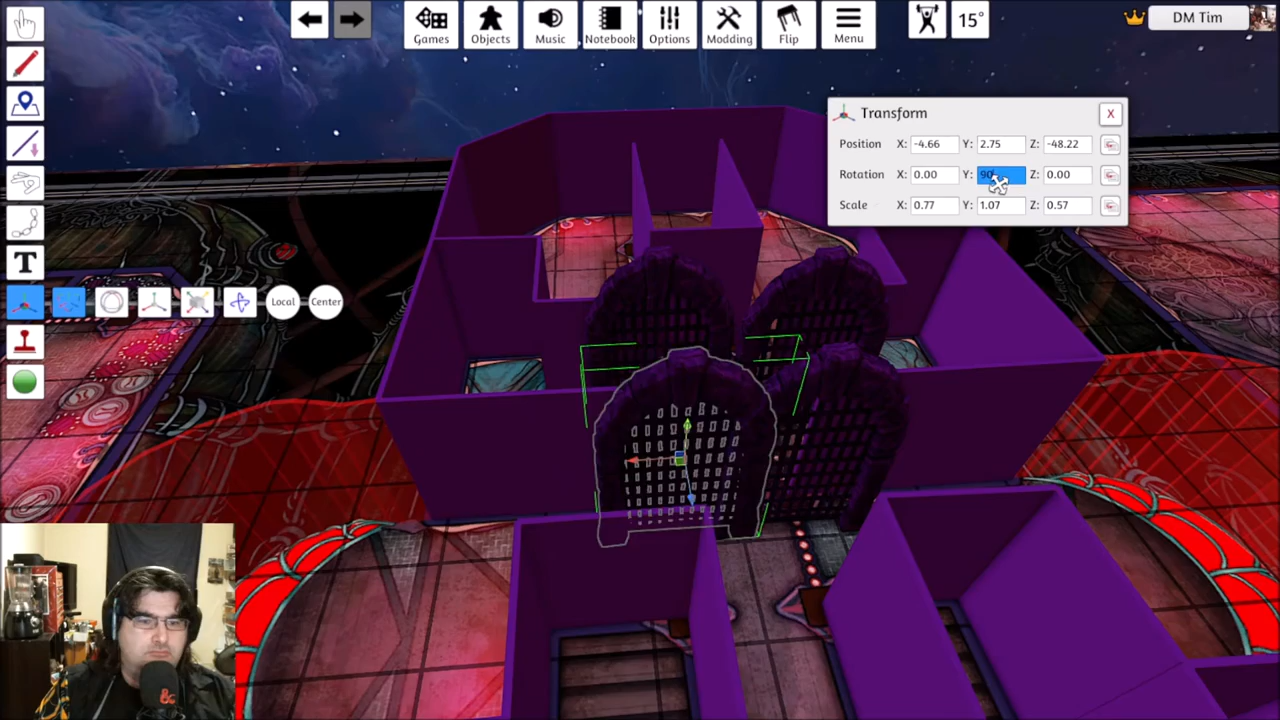 Games
Objects
Music
Notebook
Options
Modding
Flip
Menu
15°
DM Tim
T
Local
Center
Transform
X
Position X: -4.66 Y: 2.75 Z: -48.22
Rotation X: 0.00 Y: 90 Z: 0.00
Scale X: 0.77 Y: 1.07 Z: 0.57